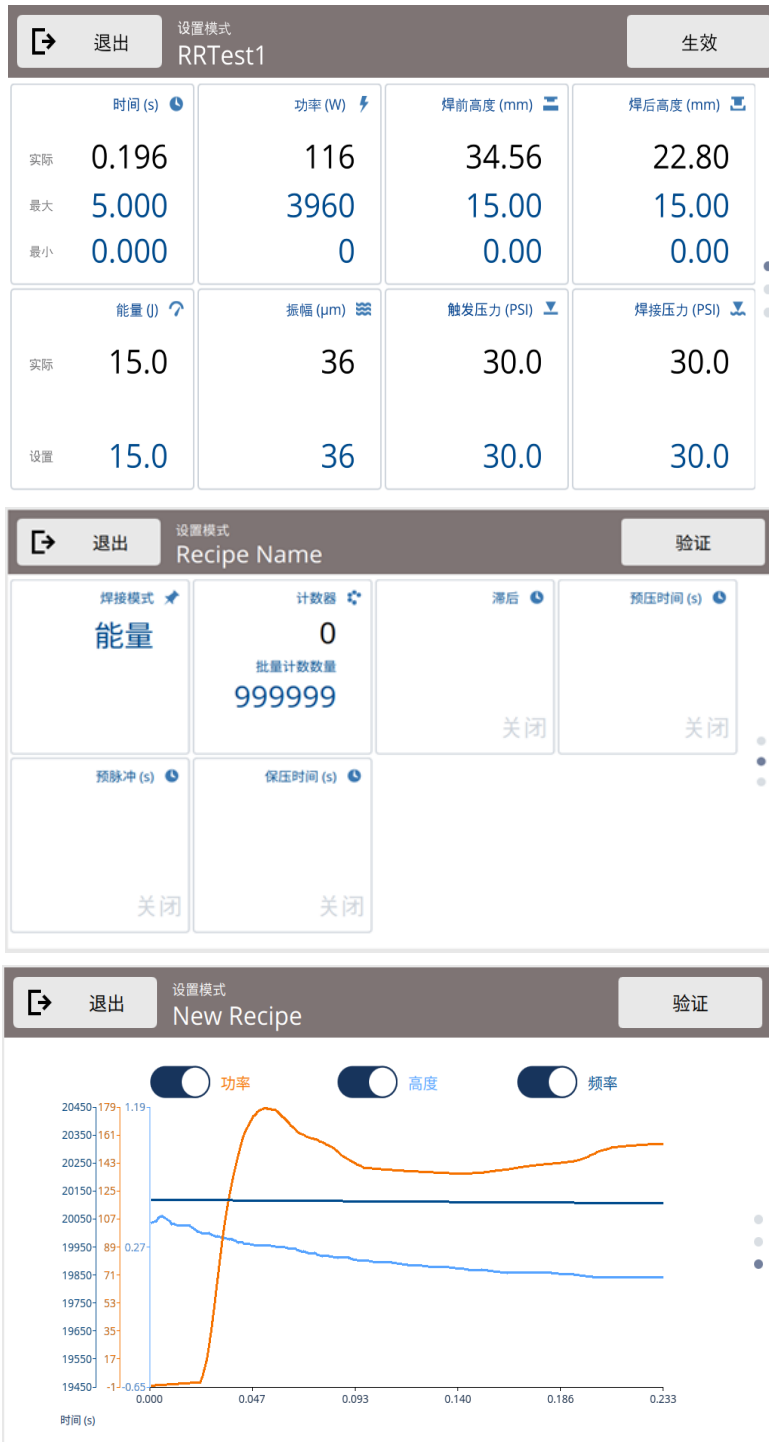 退出
设置模式
RRTest1
生效
时间 (s) 功率 (W) 焊前高度 (mm) 焊后高度 (mm)
实际 0.196 116 34.56 22.80
最大 5.000 3960 15.00 15.00
最小 0.000 0 0.00 0.00
能量 (J) 振幅 (μm) 触发压力 (PSI) 焊接压力 (PSI)
实际 15.0 36 30.0 30.0
设置 15.0 36 30.0 30.0
退出
设置模式
Recipe Name
验证
焊接模式 计数器 滞后 预压时间 (s)
能量 0
批量计数数量
999999
关闭 关闭
预脉冲 (s) 保压时间 (s)
关闭 关闭
退出
设置模式
New Recipe
验证
功率 高度 频率
20450 179 1.19
20350 161
20250 143
20150 125
20050 107
19950 89 0.27
19850 71
19750 53
19650 35
19550 17
19450 -1 -0.65
0.000 0.047 0.093 0.140 0.186 0.233
时间 (s)